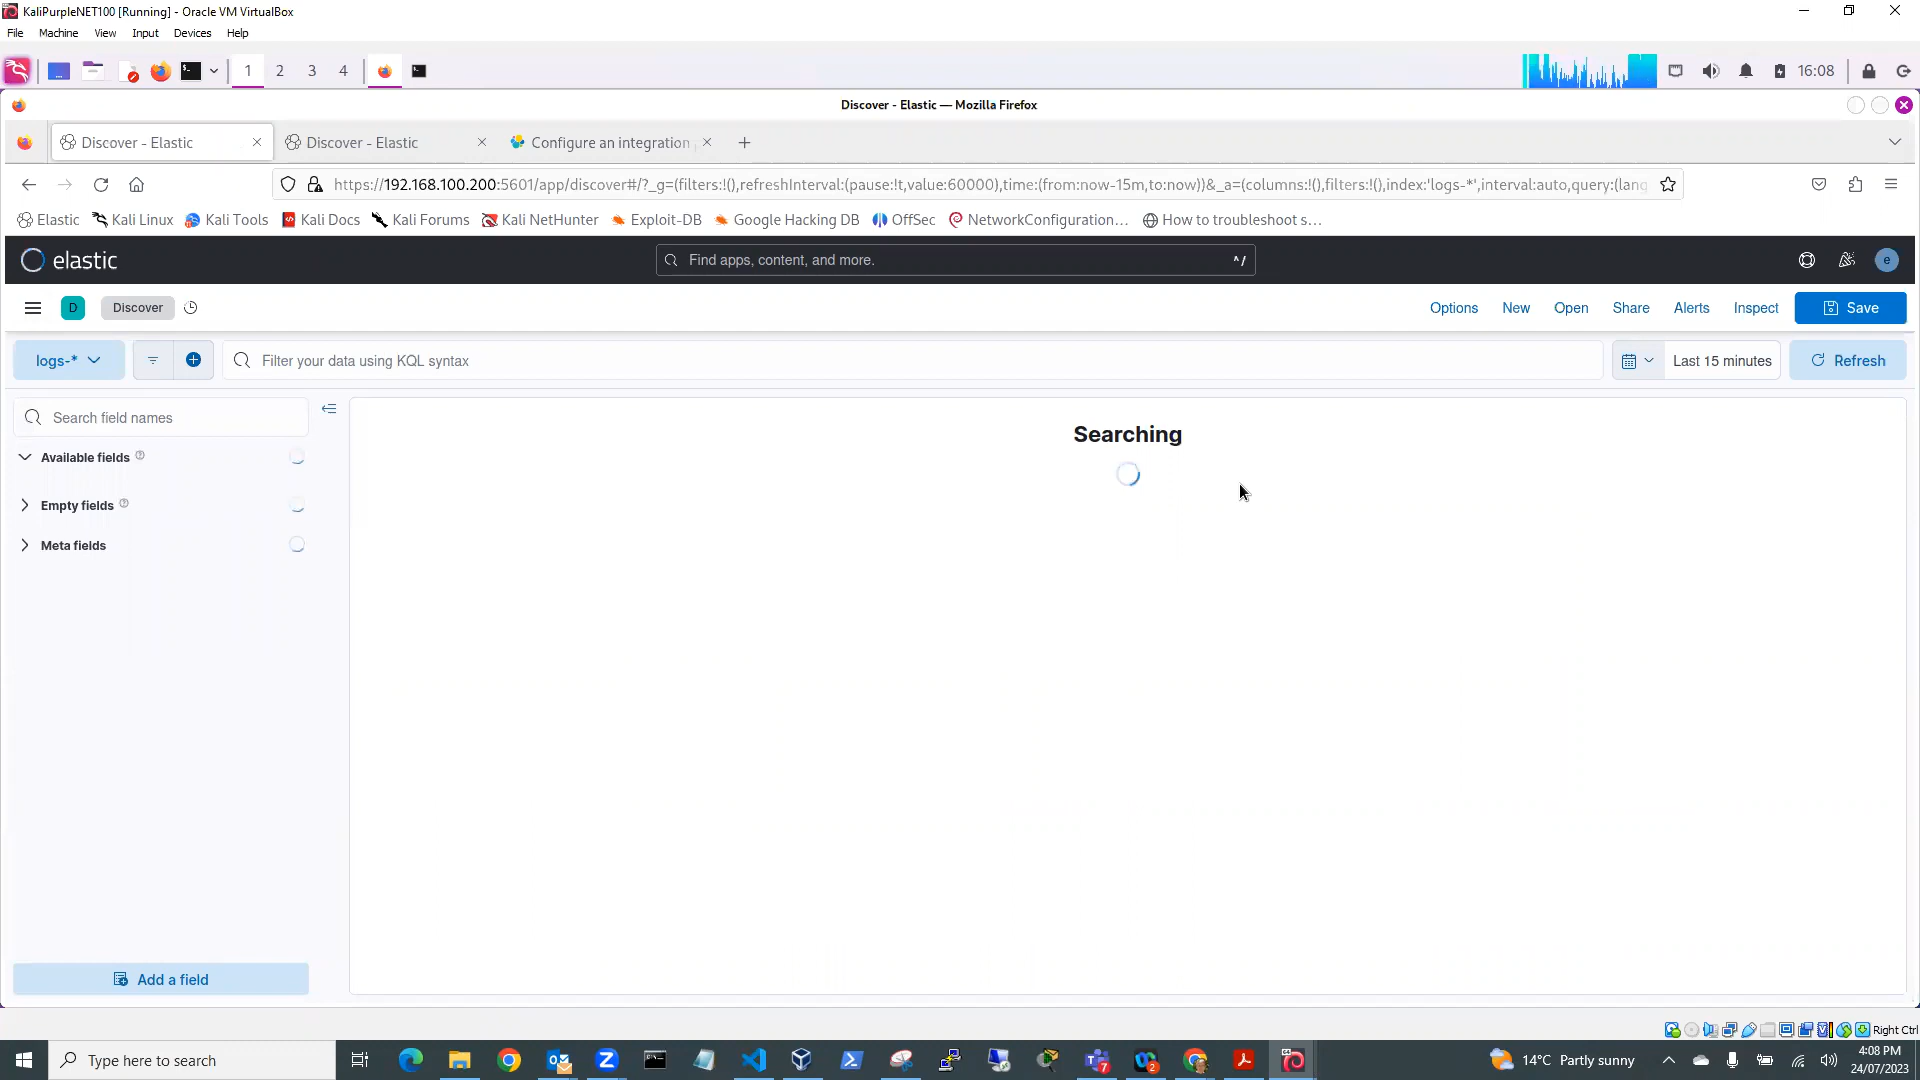 KaliPurpleNET100 [Running] - Oracle VM VirtualBox
File Machine View Input Devices Help
1 2 3 4 16:08
Discover - Elastic — Mozilla Firefox
Discover - Elastic Discover - Elastic Configure an integration
https://192.168.100.200:5601/app/discover#/?_g=(filters:!(),refreshInterval:(pause:!t,value:60000),time:(from:now-15m,to:now))&_a=(columns:!(),filters:!(),index:'logs-*',interval:auto,query:(lang
Elastic Kali Linux Kali Tools Kali Docs Kali Forums Kali NetHunter Exploit-DB Google Hacking DB OffSec NetworkConfiguration... How to troubleshoot s...
elastic Find apps, content, and more. ^/ e
D Discover Options New Open Share Alerts Inspect Save
logs-* Filter your data using KQL syntax Last 15 minutes Refresh
Search field names
Searching
Available fields
Empty fields
Meta fields
Add a field
Right Ctrl
Type here to search 7 2 14°C Partly sunny 4:08 PM
24/07/2023